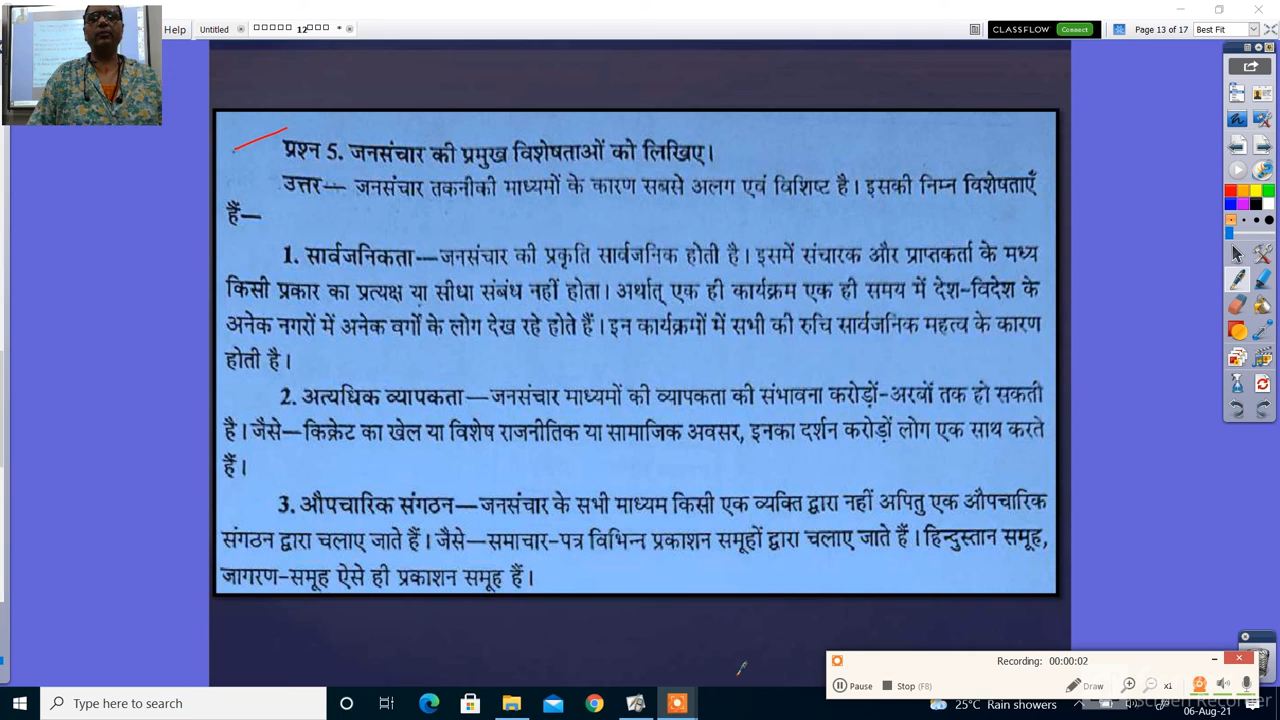 Help
Untitled
12
CLASSFLOW Connect
Page 13 of 17
Best Fit
प्रश्न 5. जनसंचार की प्रमुख विशेषताओं को लिखिए।
उत्तर— जनसंचार तकनीकी माध्यमों के कारण सबसे अलग एवं विशिष्ट है। इसकी निम्न विशेषताएँ
हैं—
1. सार्वजनिकता—जनसंचार की प्रकृति सार्वजनिक होती है। इसमें संचारक और प्राप्तकर्ता के मध्य
किसी प्रकार का प्रत्यक्ष या सीधा संबंध नहीं होता। अर्थात् एक ही कार्यक्रम एक ही समय में देश-विदेश के
अनेक नगरों में अनेक वर्गों के लोग देख रहे होते हैं। इन कार्यक्रमों में सभी की रुचि सार्वजनिक महत्व के कारण
होती है।
2. अत्यधिक व्यापकता—जनसंचार माध्यमों की व्यापकता की संभावना करोड़ों-अरबों तक हो सकती
है। जैसे—किक्रेट का खेल या विशेष राजनीतिक या सामाजिक अवसर, इनका दर्शन करोड़ों लोग एक साथ करते
हैं।
3. औपचारिक संगठन—जनसंचार के सभी माध्यम किसी एक व्यक्ति द्वारा नहीं अपितु एक औपचारिक
संगठन द्वारा चलाए जाते हैं। जैसे—समाचार-पत्र विभिन्न प्रकाशन समूहों द्वारा चलाए जाते हैं। हिन्दुस्तान समूह,
जागरण-समूह ऐसे ही प्रकाशन समूह हैं।
Recording: 00:00:02
Pause Stop (F8) Draw x1
Type here to search
25°C Rain showers
06-Aug-21